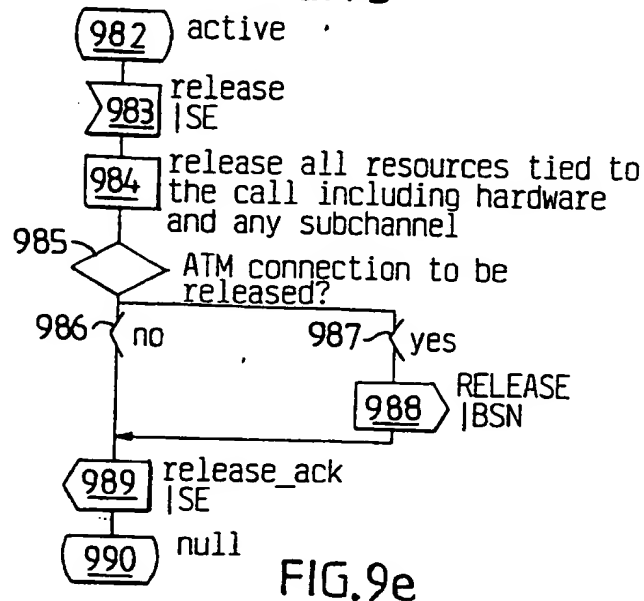 982 active
983 release
|SE
984 release all resources tied to
the call including hardware
and any subchannel
985
ATM connection to be
released?
986 no 987 yes
988 RELEASE
|BSN
989 release_ack
|SE
990 null
FIG.9e